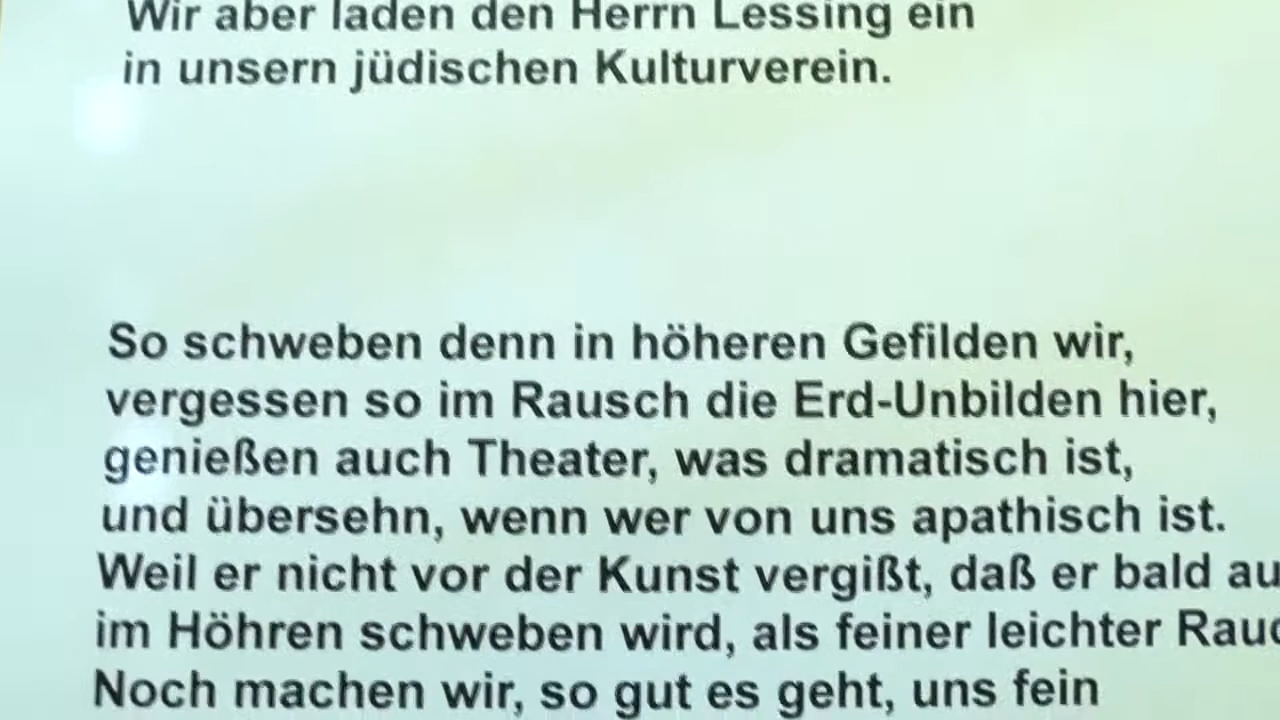 Wir aber laden den Herrn Lessing ein
in unsern jüdischen Kulturverein.
So schweben denn in höheren Gefilden wir,
vergessen so im Rausch die Erd-Unbilden hier,
genießen auch Theater, was dramatisch ist,
und übersehn, wenn wer von uns apathisch ist.
Weil er nicht vor der Kunst vergißt, daß er bald
im Höhren schweben wird, als feiner leichter
Noch machen wir, so gut es geht, uns fein